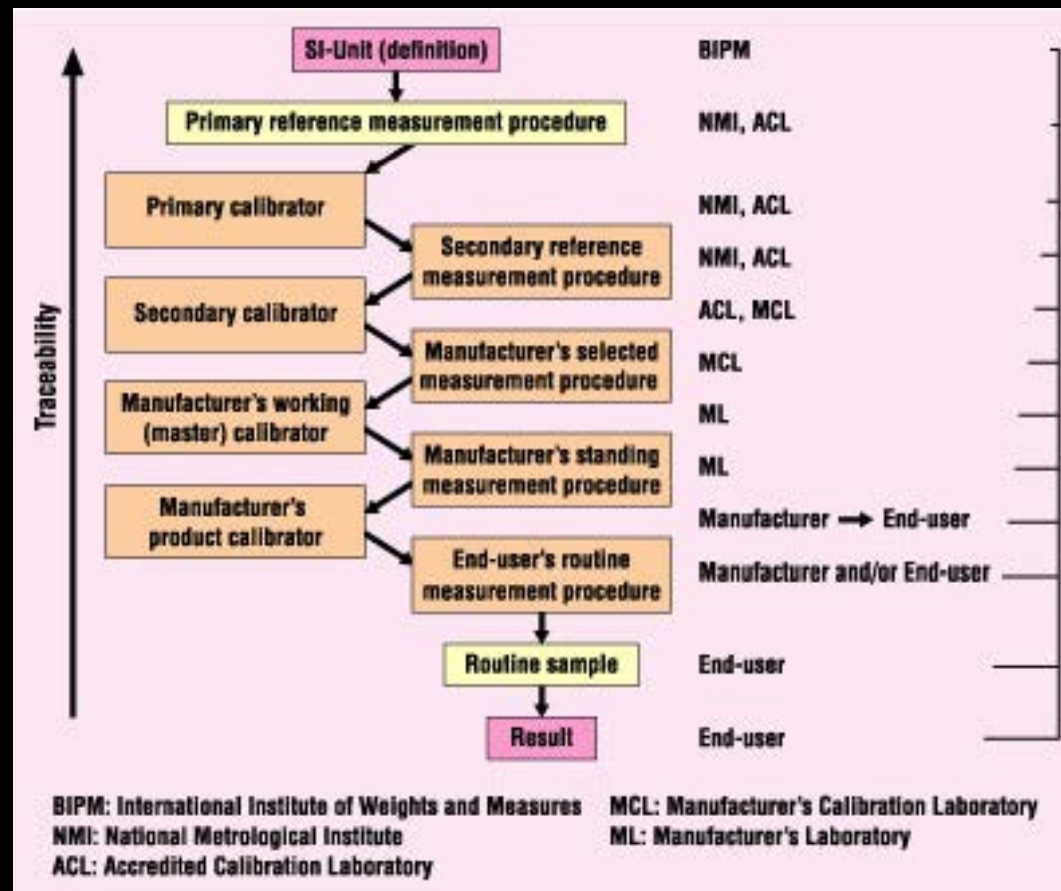 SI-Unit (definition)
BIPM
Primary reference measurement procedure
NMI, ACL
Primary calibrator
NMI, ACL
Secondary reference
measurement procedure
NMI, ACL
Secondary calibrator
ACL, MCL
Manufacturer's selected
measurement procedure
MCL
Manufacturer's working
(master) calibrator
ML
Manufacturer's standing
measurement procedure
ML
Manufacturer's
product calibrator
Manufacturer → End-user
End-user's routine
measurement procedure
Manufacturer and/or End-user
Routine sample
End-user
Result
End-user
Traceability
BIPM: International Institute of Weights and Measures
MCL: Manufacturer's Calibration Laboratory
NMI: National Metrological Institute
ML: Manufacturer's Laboratory
ACL: Accredited Calibration Laboratory